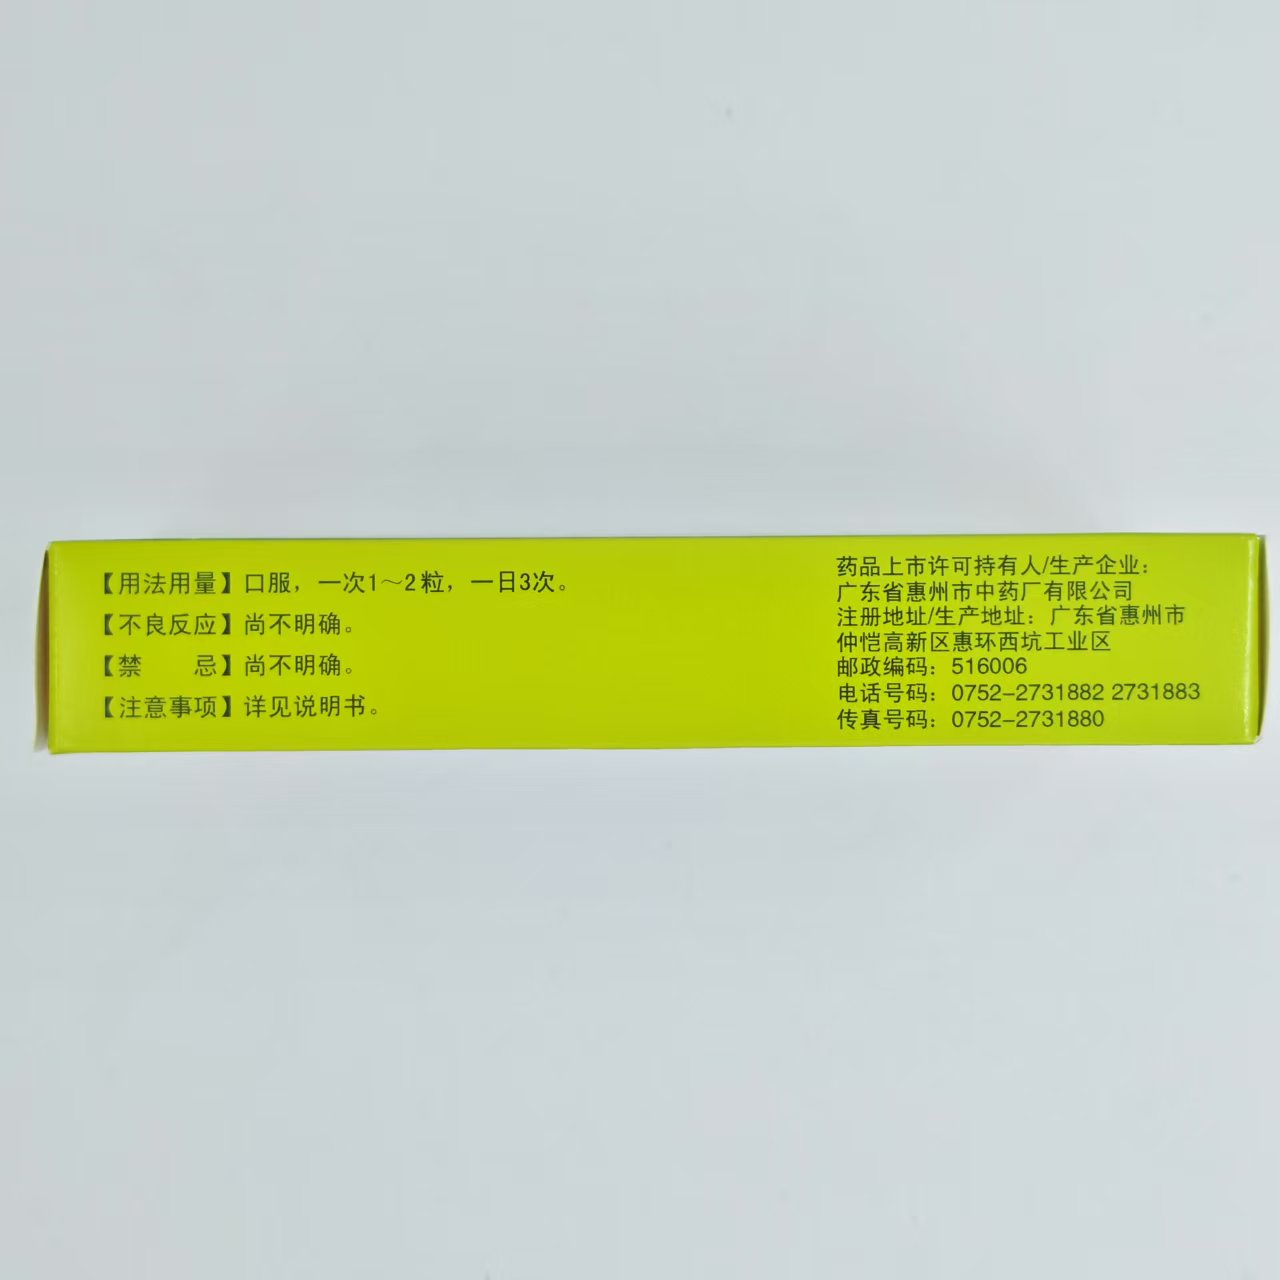 【用法用量】口服，一次1～2粒，一日3次。
【不良反应】尚不明确。
【禁　　忌】尚不明确。
【注意事项】详见说明书。
药品上市许可持有人/生产企业：
广东省惠州市中药厂有限公司
注册地址/生产地址：广东省惠州市
仲恺高新区惠环西坑工业区
邮政编码：516006
电话号码：0752-2731882 2731883
传真号码：0752-2731880